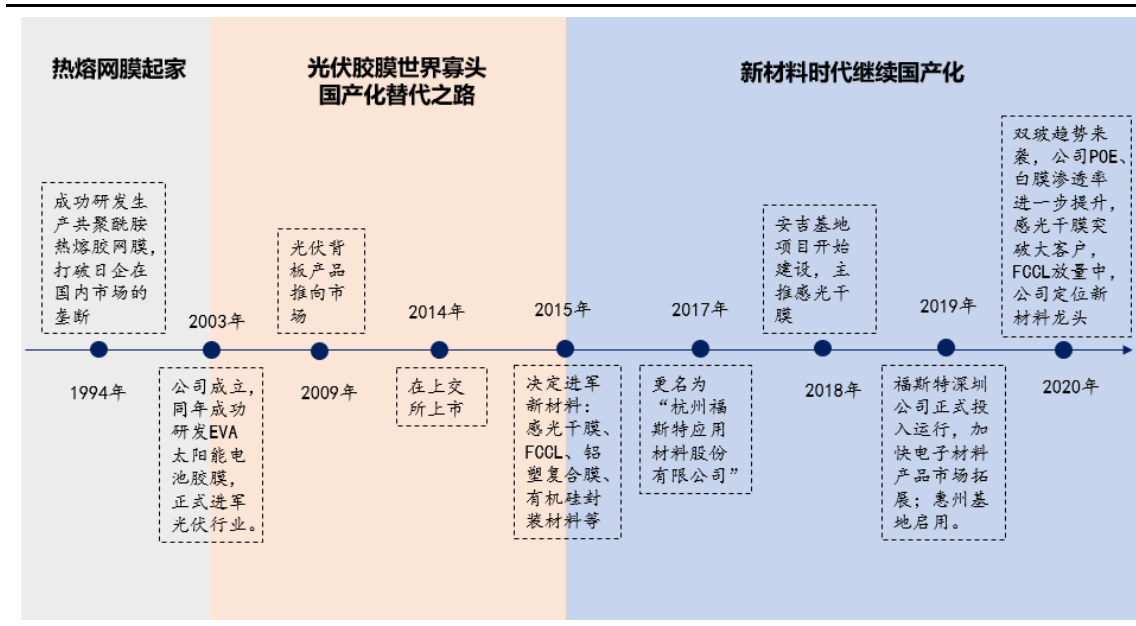 热熔网膜起家
光伏胶膜世界寡头
国产化替代之路
新材料时代继续国产化
成功研发生
产共聚酰胺
热熔胶网膜，
打破日企在
国内市场的
垄断
1994年
2003年
公司成立，
同年成功
研发EVA
太阳能电
池胶膜，
正式进军
光伏行业。
光伏背
板产品
推向市
场
2009年
2014年
在上交
所上市
2015年
决定进军
新材料：
感光干膜、
FCCL、铝
塑复合膜、
有机硅封
装材料等
2017年
更名为
“杭州福
斯特应用
材料股份
有限公司”
安吉基地
项目开始
建设，主
推感光干
膜
2018年
2019年
福斯特深圳
公司正式投
入运行，加
快电子材料
产品市场拓
展；惠州基
地启用。
双玻趋势来
袭，公司POE、
白膜渗透率
进一步提升，
感光干膜突
破大客户，
FCCL放量中，
公司定位新
材料龙头
2020年